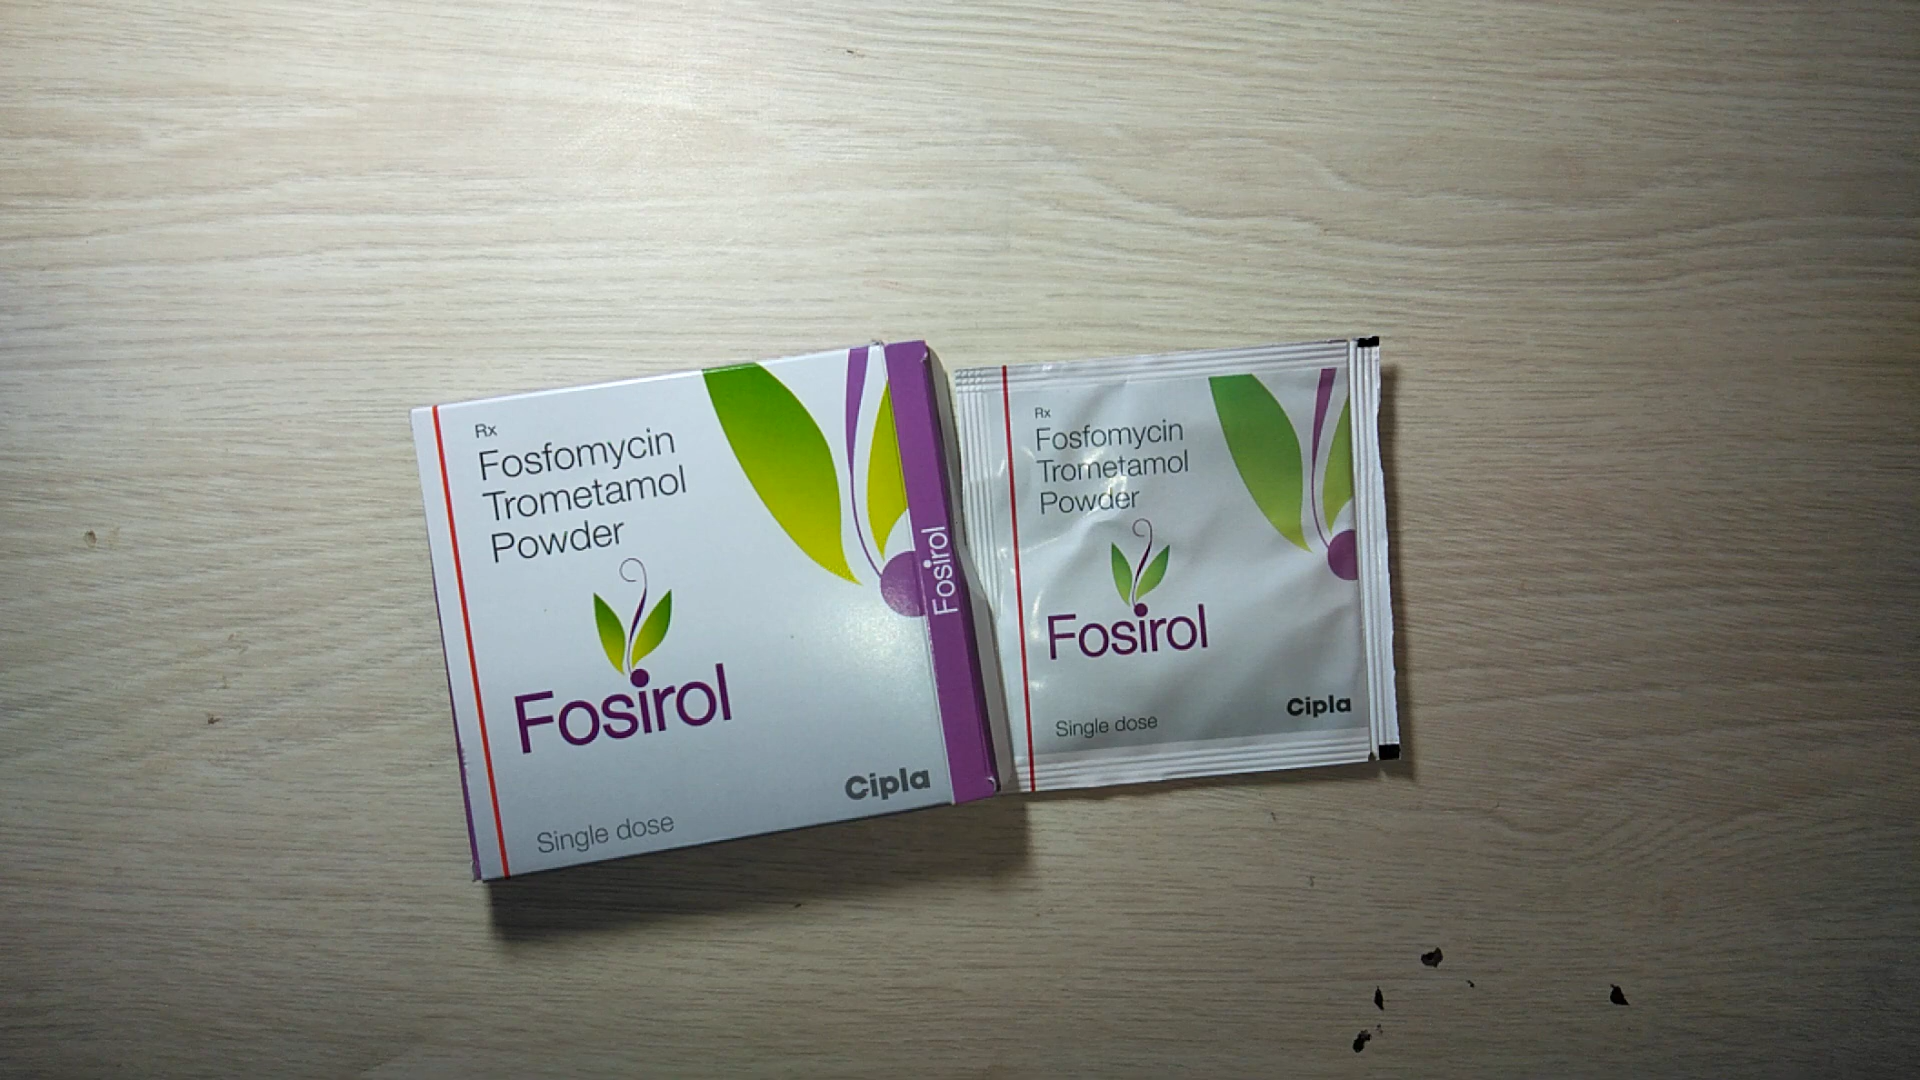 Rx
Fosfomycin
Trometamol
Powder
Fosirol
Cipla
Single dose
Fosirol
Rx
Fosfomycin
Trometamol
Powder
Fosirol
Cipla
Single dose